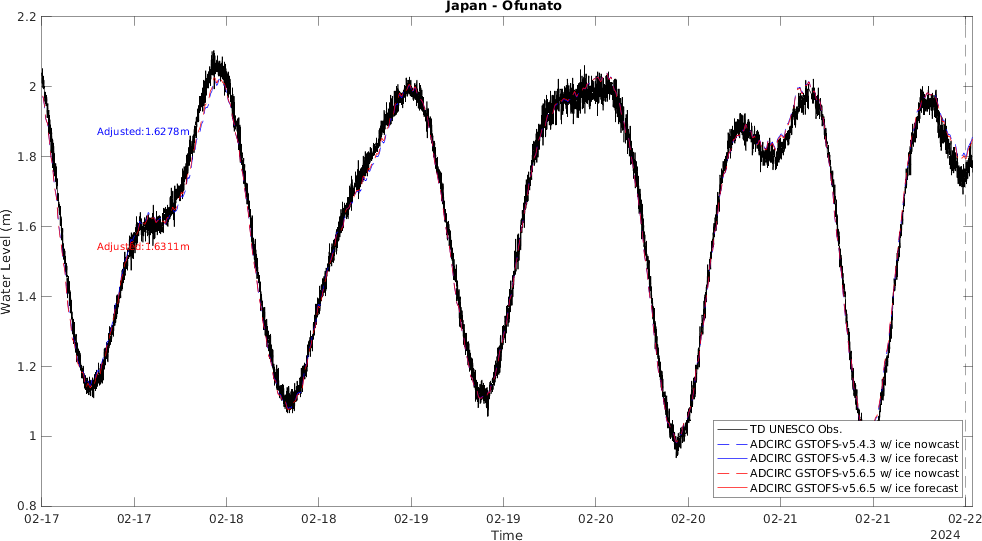 Japan - Ofunato
2.2
2
1.8
1.6
1.4
1.2
1
0.8
Water Level (m)
Adjusted:1.6278m
Adjusted:1.6311m
TD UNESCO Obs.
ADCIRC GSTOFS-v5.4.3 w/ ice nowcast
ADCIRC GSTOFS-v5.4.3 w/ ice forecast
ADCIRC GSTOFS-v5.6.5 w/ ice nowcast
ADCIRC GSTOFS-v5.6.5 w/ ice forecast
02-17 02-17 02-18 02-18 02-19 02-19 02-20 02-20 02-21 02-21 02-22
Time
2024